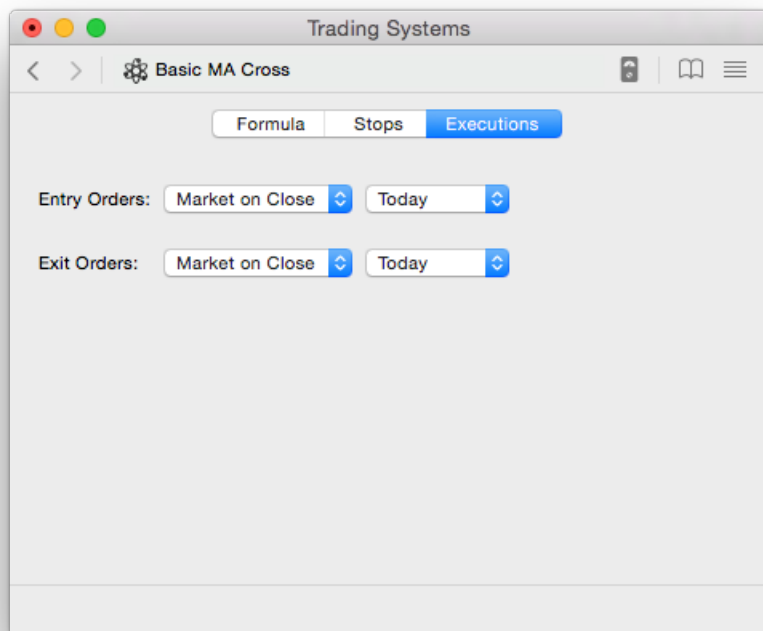 Trading Systems
Basic MA Cross
Formula Stops Executions
Entry Orders: Market on Close Today
Exit Orders: Market on Close Today